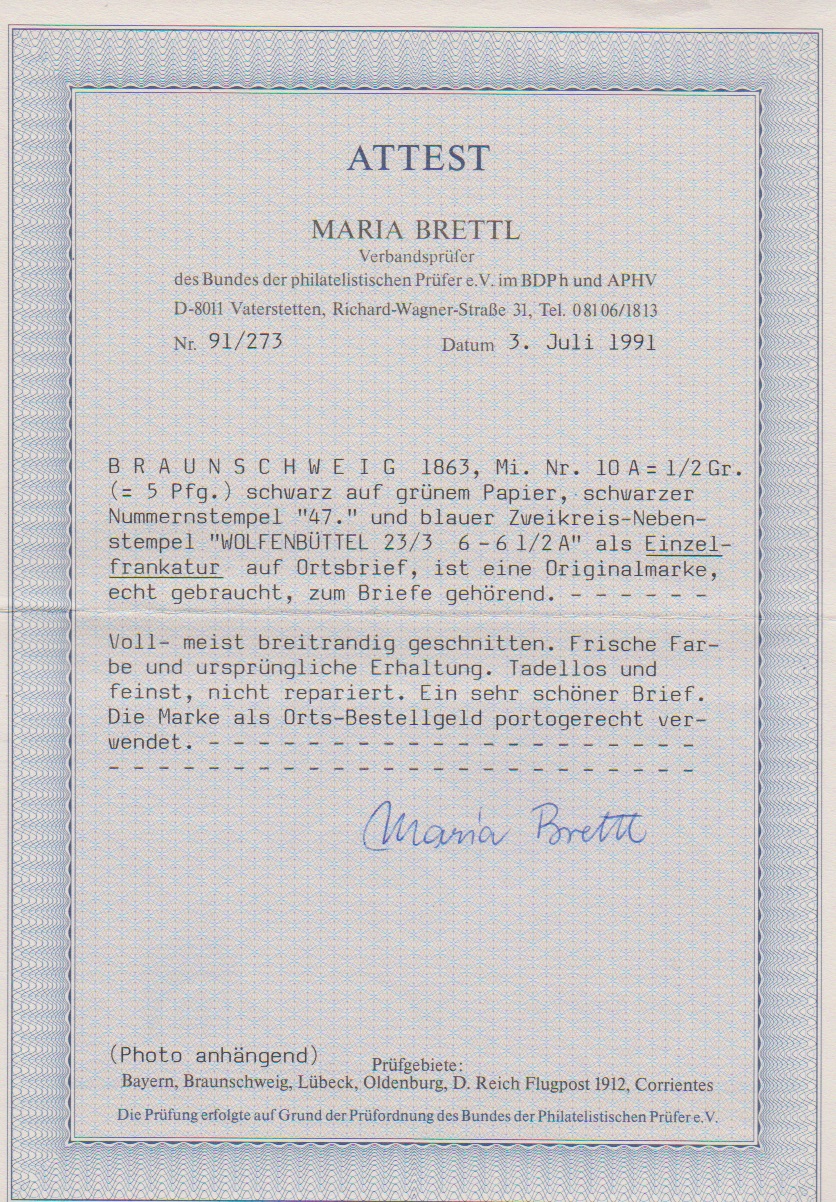 ATTEST
MARIA BRETTL
Verbandsprüfer
des Bundes der philatelistischen Prüfer e.V. im BDPh und APHV
D-8011 Vaterstetten, Richard-Wagner-Straße 31, Tel. 08106/1813
Nr. 91/273 Datum 3. Juli 1991
B R A U N S C H W E I G 1863, Mi. Nr. 10 A = 1/2 Gr.
(= 5 Pfg.) schwarz auf grünem Papier, schwarzer
Nummernstempel "47." und blauer Zweikreis-Neben-
stempel "WOLFENBÜTTEL 23/3 6 - 6 1/2 A" als Einzel-
frankatur auf Ortsbrief, ist eine Originalmarke,
echt gebraucht, zum Briefe gehörend. - - - - - -
Voll- meist breitrandig geschnitten. Frische Far-
be und ursprüngliche Erhaltung. Tadellos und
feinst, nicht repariert. Ein sehr schöner Brief.
Die Marke als Orts-Bestellgeld portogerecht ver-
wendet. - - - - - - - - - - - - - - - - - - - -
- - - - - - - - - - - - - - - - - - - - - - - -
Maria Brettl
(Photo anhängend) Prüfgebiete:
Bayern, Braunschweig, Lübeck, Oldenburg, D. Reich Flugpost 1912, Corrientes
Die Prüfung erfolgte auf Grund der Prüfordnung des Bundes der Philatelistischen Prüfer e.V.